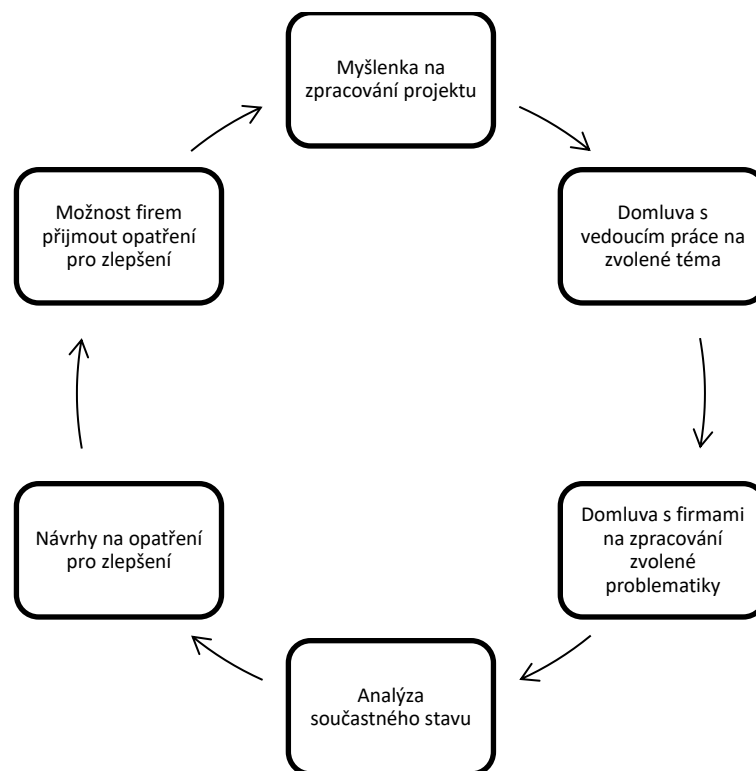 Myšlenka na
zpracování projektu
Domluva s
vedoucím práce na
zvolené téma
Domluva s firmami
na zpracování
zvolené
problematiky
Analýza
součastného stavu
Návrhy na opatření
pro zlepšení
Možnost firem
přijmout opatření
pro zlepšení